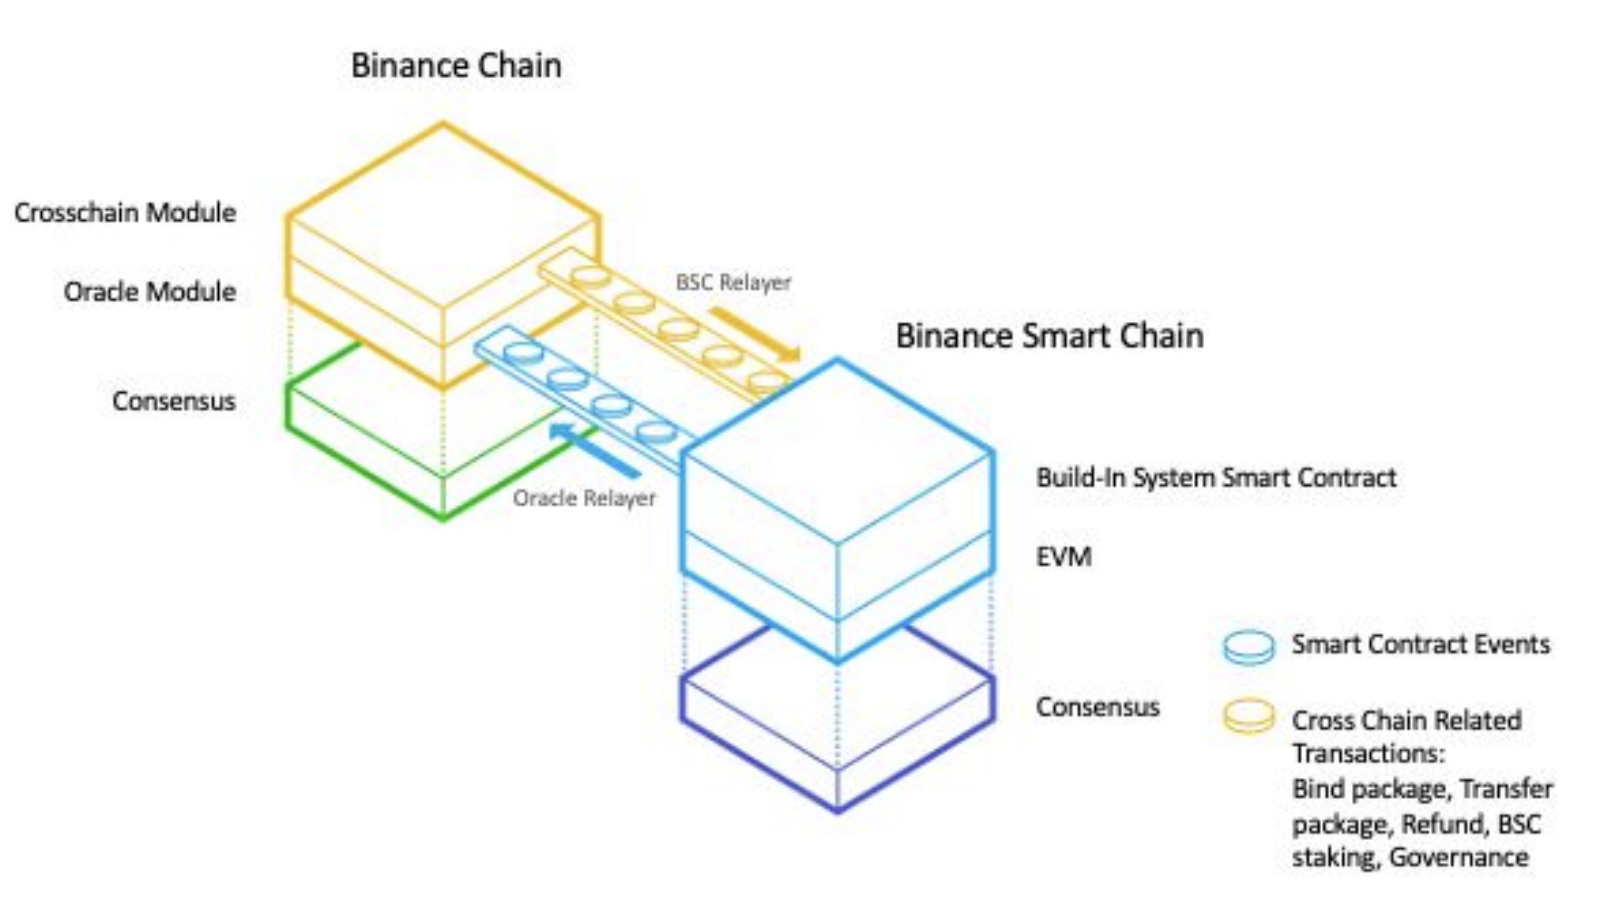 Binance Chain
Crosschain Module
Oracle Module
Consensus
BSC Relayer
Oracle Relayer
Binance Smart Chain
Build-In System Smart Contract
EVM
Consensus
Smart Contract Events
Cross Chain Related
Transactions:
Bind package, Transfer
package, Refund, BSC
staking, Governance